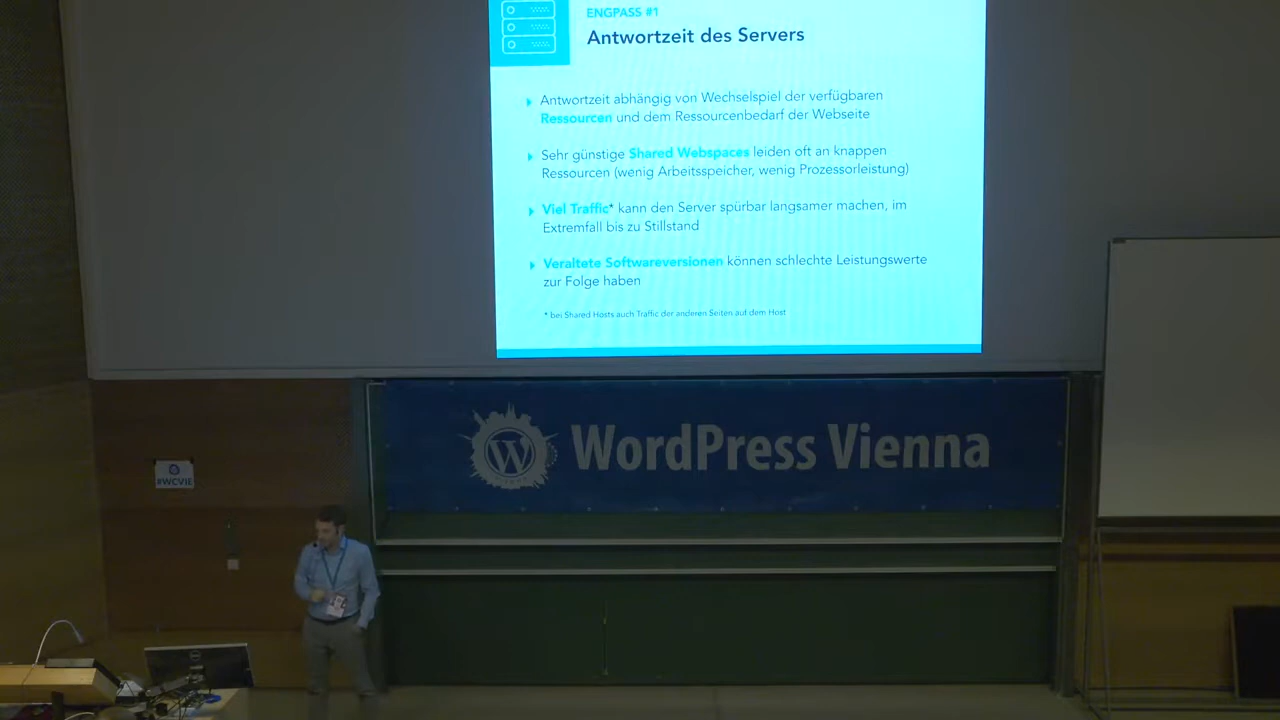 ENGPASS #1
Antwortzeit des Servers
Antwortzeit abhängig von Wechselspiel der verfügbaren
Ressourcen und dem Ressourcenbedarf der Webseite
Sehr günstige Shared Webspaces leiden oft an knappen
Ressourcen (wenig Arbeitsspeicher, wenig Prozessorleistung)
Viel Traffic* kann den Server spürbar langsamer machen, im
Extremfall bis zu Stillstand
Veraltete Softwareversionen können schlechte Leistungswerte
zur Folge haben
* bei Shared Hosts auch Traffic der anderen Seiten auf dem Host
WordPress Vienna
#WCVIE